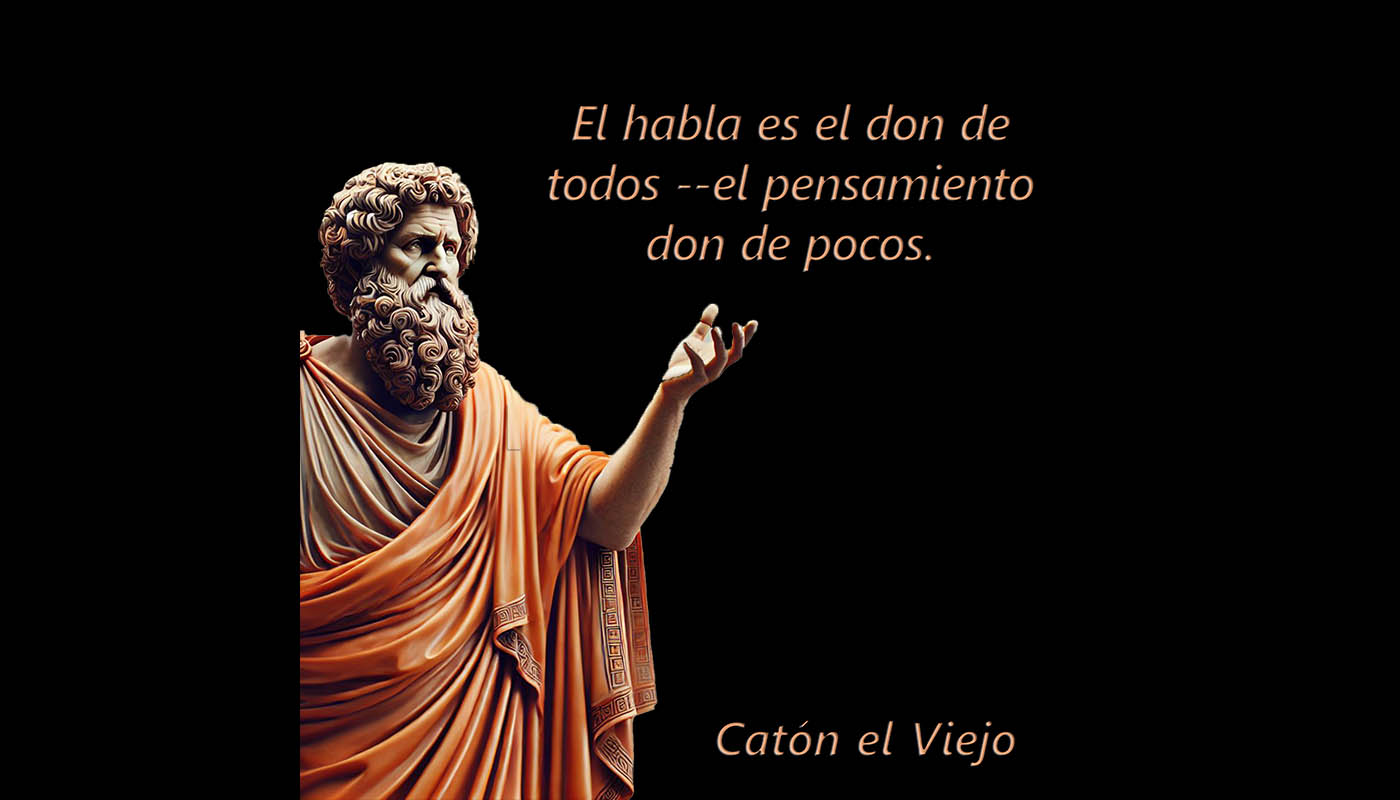 El habla es el don de
todos --el pensamiento
don de pocos.
Catón el Viejo